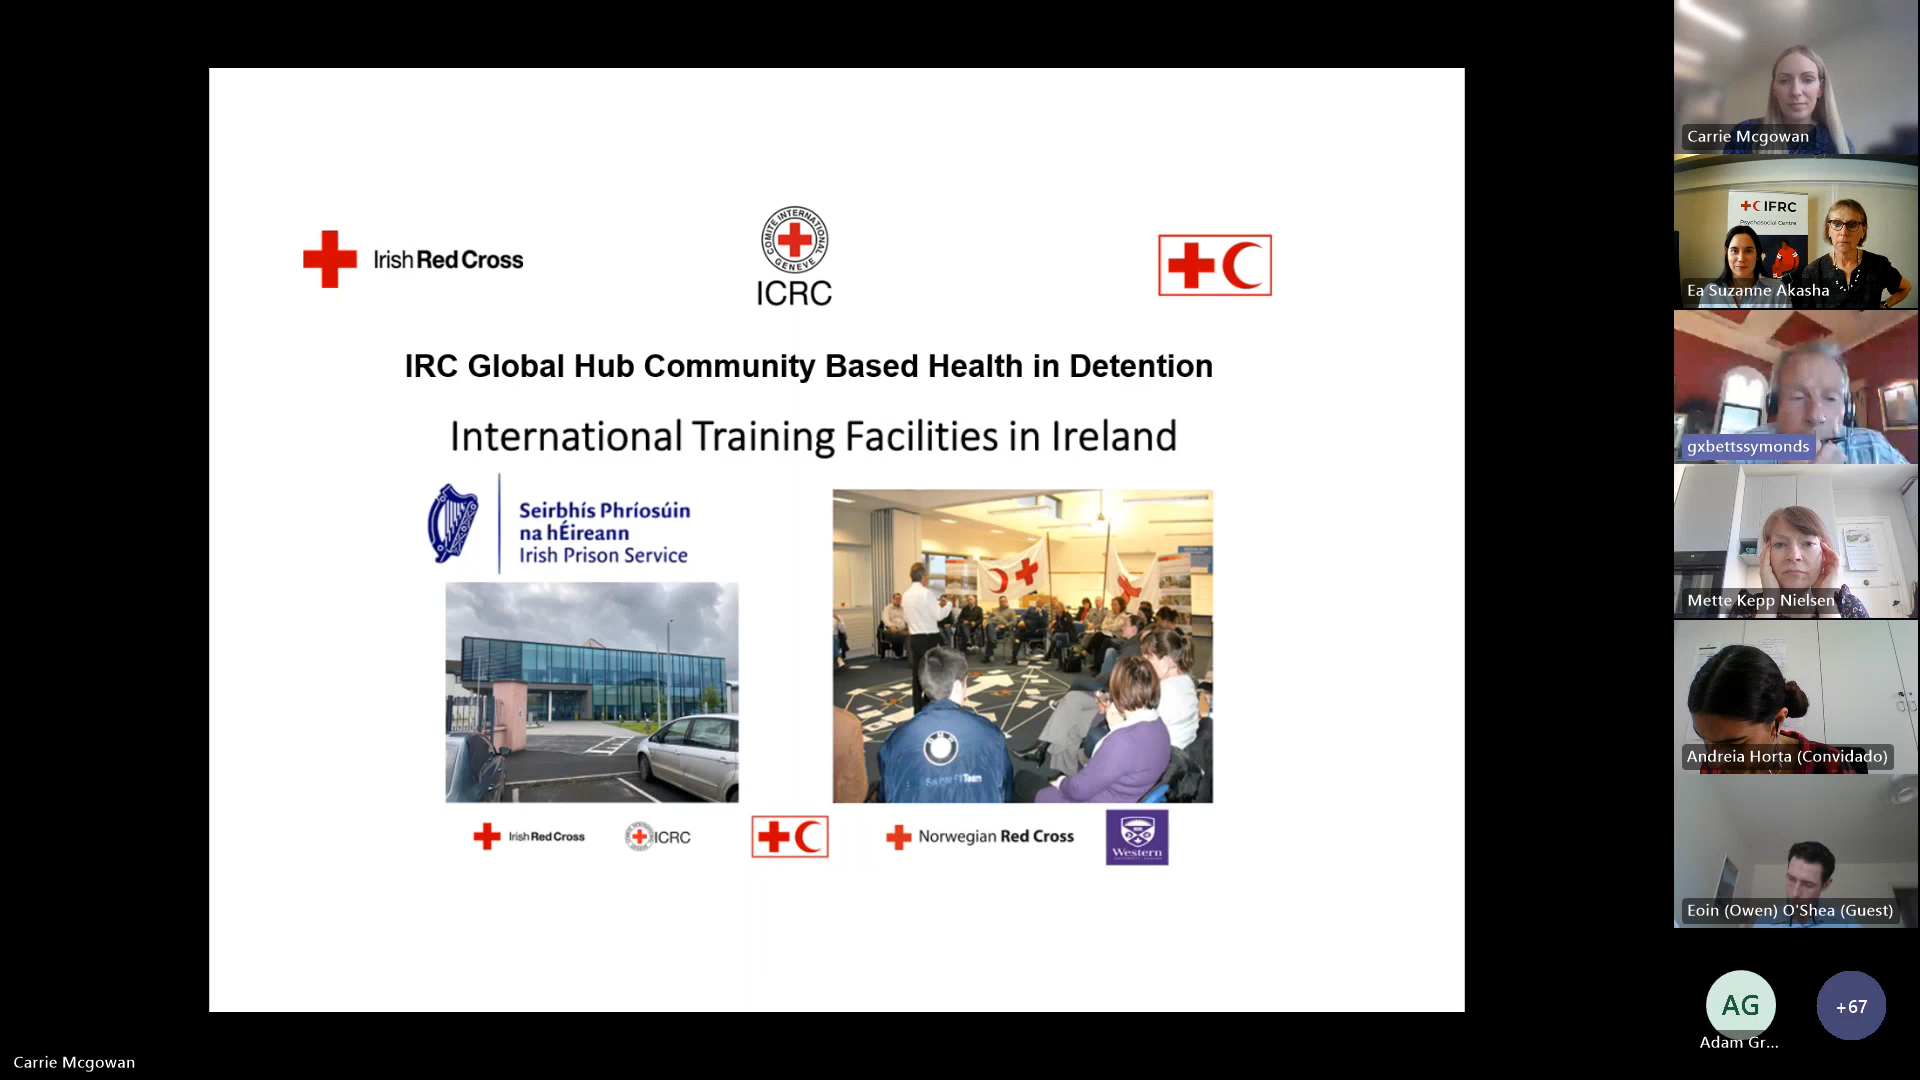 Irish Red Cross
COMITE INTERNATIONAL
GENEVE
ICRC
IRC Global Hub Community Based Health in Detention
International Training Facilities in Ireland
Seirbhís Phríosúin
na hÉireann
Irish Prison Service
Irish Red Cross
ICRC
Norwegian Red Cross
Western
Carrie Mcgowan
IFRC
Psychosocial Centre
Ea Suzanne Akasha
gxbettssymonds
Mette Kepp Nielsen
Andreia Horta (Convidado)
Eoin (Owen) O'Shea (Guest)
AG
+67
Adam Gr...
Carrie Mcgowan